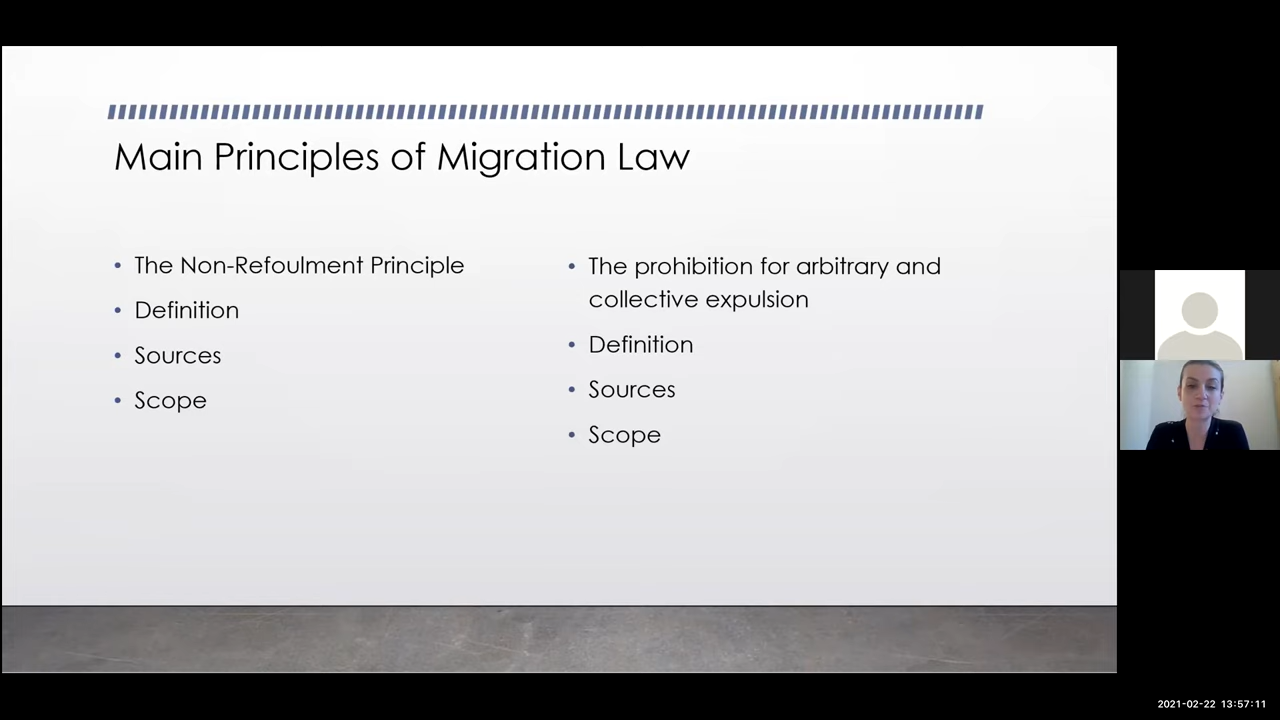 Main Principles of Migration Law
• The Non-Refoulment Principle
• Definition
• Sources
• Scope
• The prohibition for arbitrary and
collective expulsion
• Definition
• Sources
• Scope
2021-02-22 13:57:11